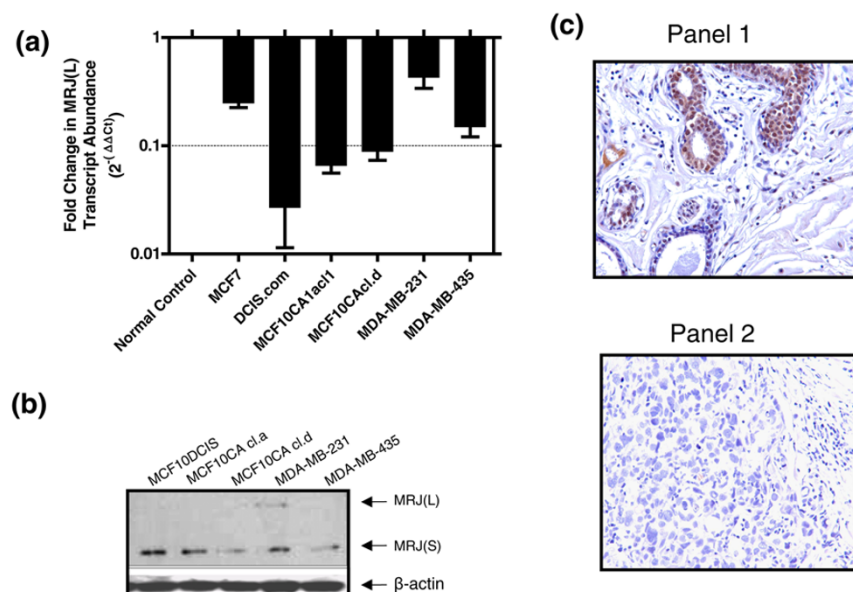 (a)
Fold Change in MRJ(L)
Transcript Abundance
(2-(ΔΔCt)
1
0.1
0.01
Normal Control
MCF7
DCIS.com
MCF10CA1acl1
MCF10CAcl.d
MDA-MB-231
MDA-MB-435
(b)
MCF10DCIS
MCF10CA cl.a
MCF10CA cl.d
MDA-MB-231
MDA-MB-435
MRJ(L)
MRJ(S)
β-actin
(c)
Panel 1
Panel 2